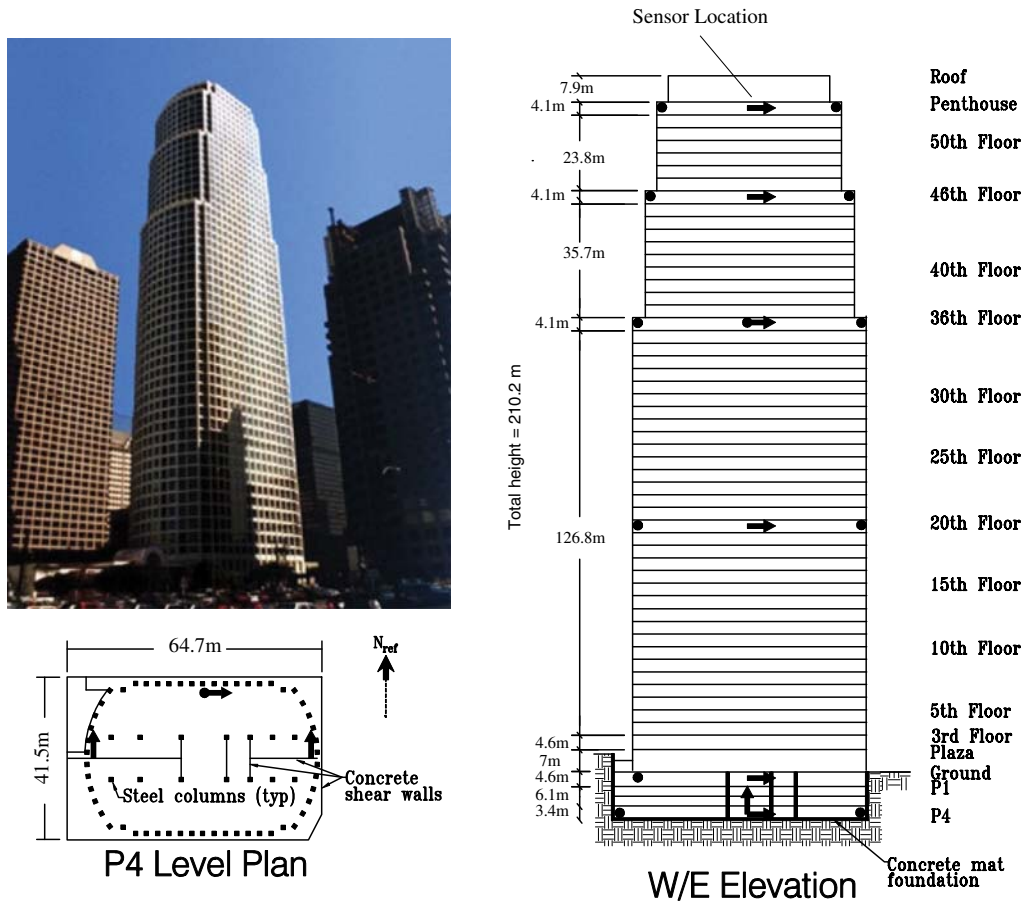 Sensor Location
Roof
7.9m
Penthouse
4.1m
50th Floor
23.8m
4.1m
46th Floor
35.7m
40th Floor
4.1m
36th Floor
30th Floor
Total height = 210.2 m
25th Floor
20th Floor
126.8m
15th Floor
10th Floor
5th Floor
4.6m
3rd Floor
Plaza
7m
Ground
4.6m
P1
6.1m
P4
3.4m
Concrete mat
foundation
W/E Elevation
64.7m
Nref
41.5m
Concrete
shear walls
Steel columns (typ)
P4 Level Plan